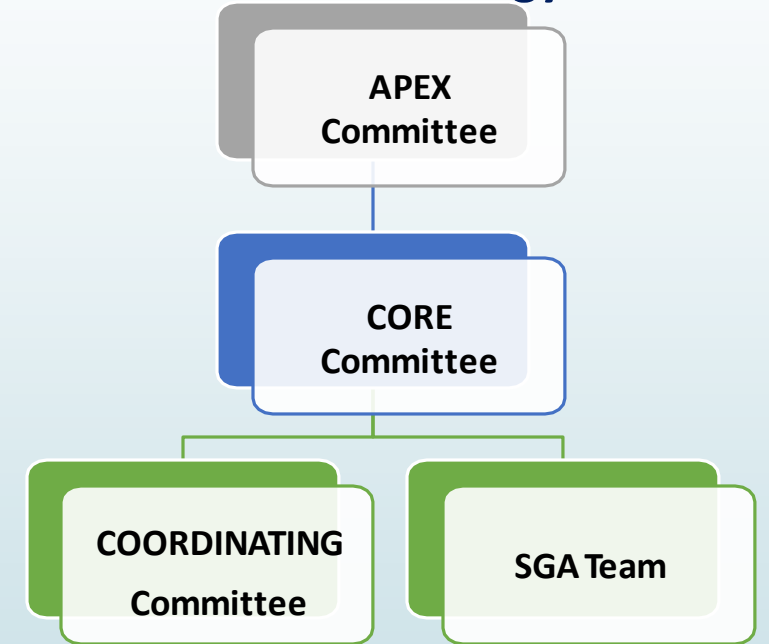 APEX
Committee
CORE
Committee
COORDINATING
Committee
SGA Team